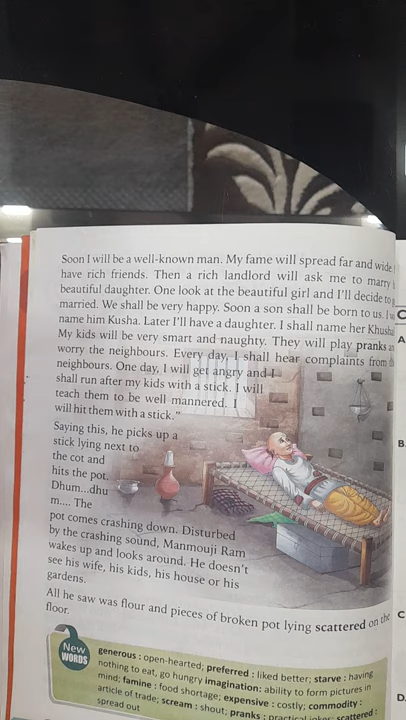 Soon I will be a well-known man. My fame will spread far and wide.
have rich friends. Then a rich landlord will ask me to marry
beautiful daughter. One look at the beautiful girl and I'll decide to
married. We shall be very happy. Soon a son shall be born to us. I
name him Kusha. Later I'll have a daughter. I shall name her Khusha
My kids will be very smart and naughty. They will play pranks
worry the neighbours. Every day, I shall hear complaints from
neighbours. One day, I will get angry and I
shall run after my kids with a stick. I will
teach them to be well mannered. I
will hit them with a stick."
Saying this, he picks up a
stick lying next to
the cot and
hits the pot.
Dhum...dhu
m.... The
pot comes crashing down. Disturbed
by the crashing sound, Manmouji Ram
wakes up and looks around. He doesn't
see his wife, his kids, his house or his
gardens.
All he saw was flour and pieces of broken pot lying scattered on the
floor.
New
WORDS
generous : open-hearted; preferred : liked better; starve : having
nothing to eat, go hungry imagination: ability to form pictures in
mind; famine : food shortage; expensive : costly; commodity :
article of trade; scream : shout; pranks : practical joke; scattered :
spread out
C
A
B.
C
D.